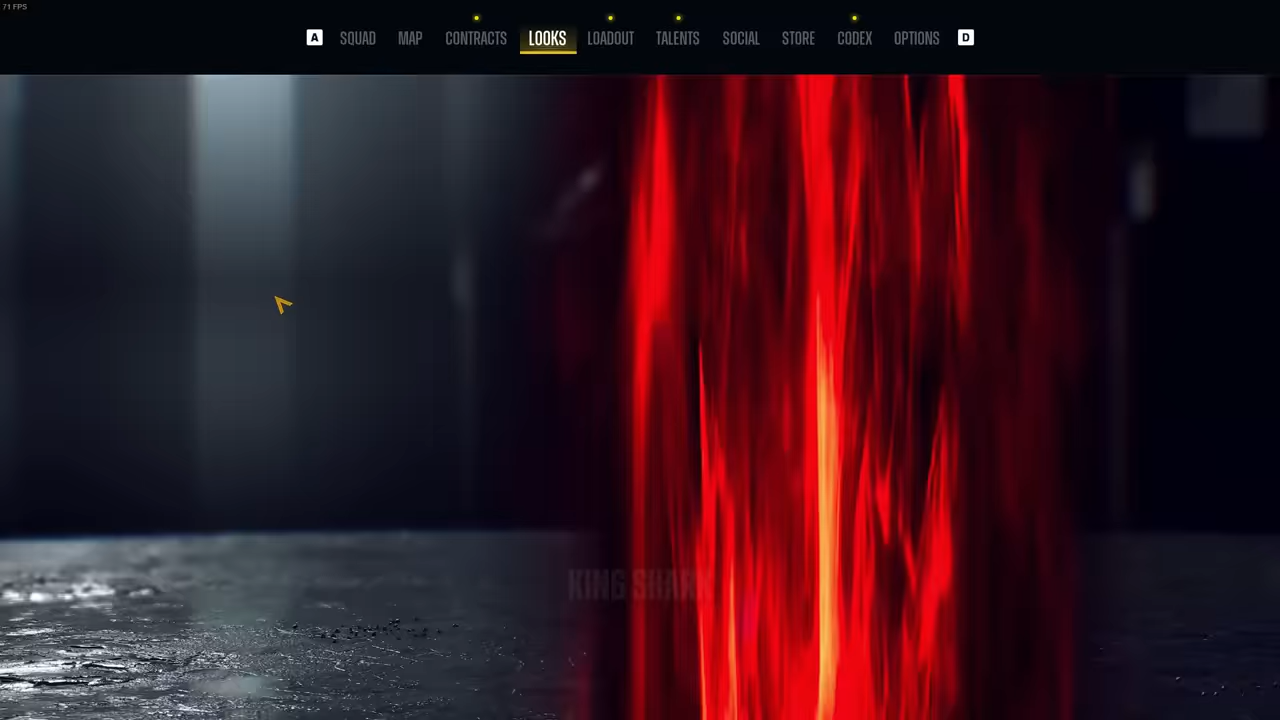 71 FPS
A SQUAD MAP CONTRACTS LOOKS LOADOUT TALENTS SOCIAL STORE CODEX OPTIONS D
KING SHARK